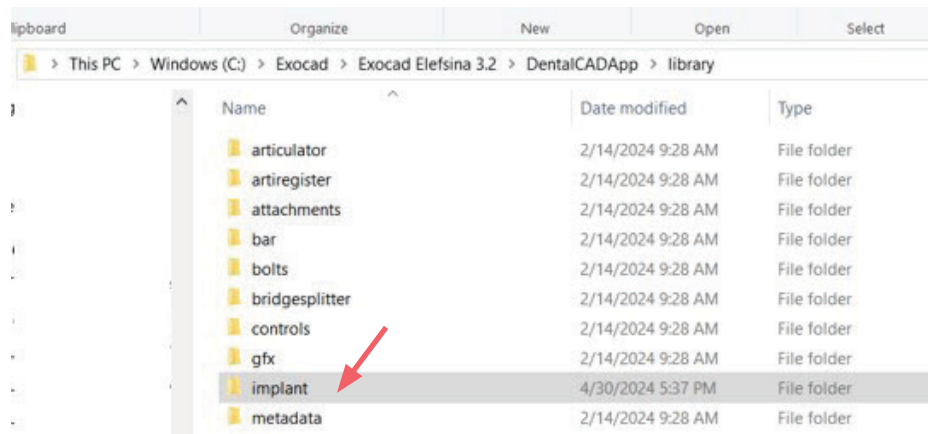 lipboard Organize New Open Select
> This PC > Windows (C:) > Exocad > Exocad Elefsina 3.2 > DentalCADApp > library
Name Date modified Type
articulator 2/14/2024 9:28 AM File folder
artiregister 2/14/2024 9:28 AM File folder
attachments 2/14/2024 9:28 AM File folder
bar 2/14/2024 9:28 AM File folder
bolts 2/14/2024 9:28 AM File folder
bridgesplitter 2/14/2024 9:28 AM File folder
controls 2/14/2024 9:28 AM File folder
gfx 2/14/2024 9:28 AM File folder
implant 4/30/2024 5:37 PM File folder
metadata 2/14/2024 9:28 AM File folder